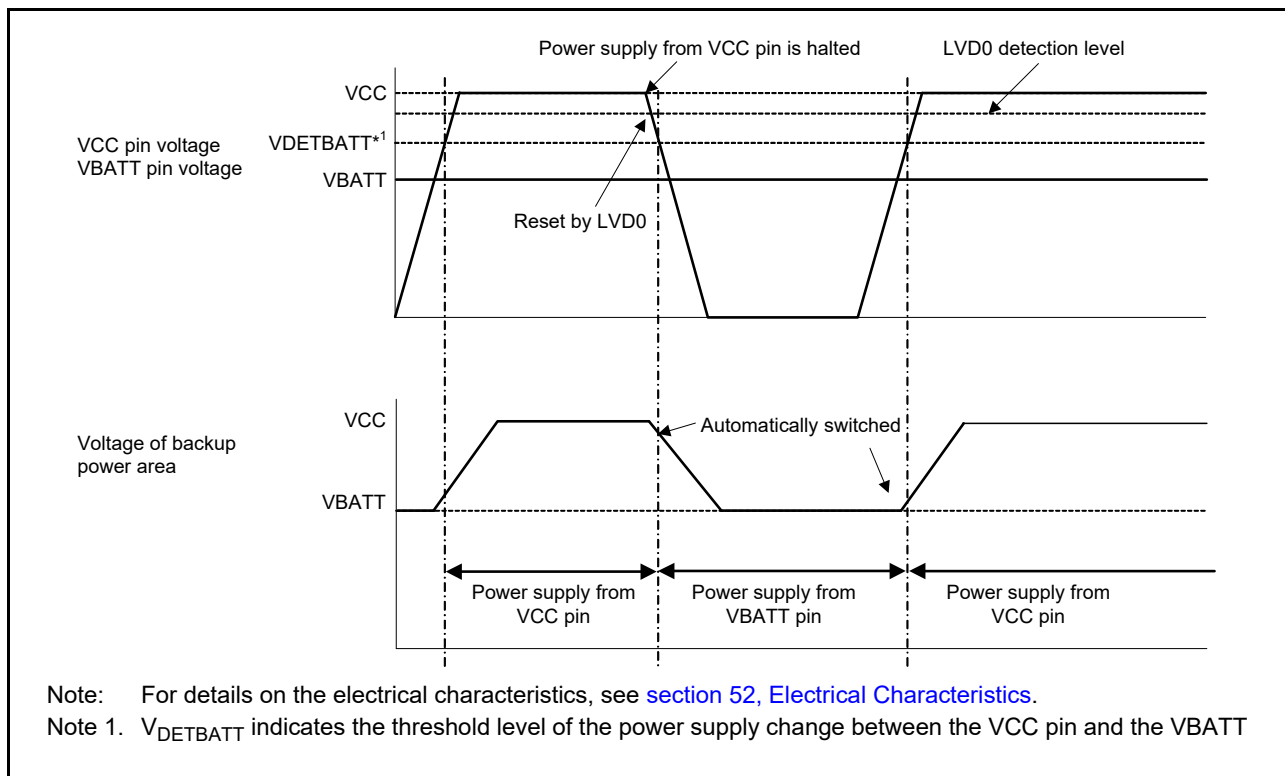 Power supply from VCC pin is halted
LVD0 detection level
VCC
VCC pin voltage
VBATT pin voltage
VDETBATT*1
VBATT
Reset by LVD0
VCC
Automatically switched
Voltage of backup
power area
VBATT
Power supply from
VCC pin
Power supply from
VBATT pin
Power supply from
VCC pin
Note: For details on the electrical characteristics, see section 52, Electrical Characteristics.
Note 1. VDETBATT indicates the threshold level of the power supply change between the VCC pin and the VBATT